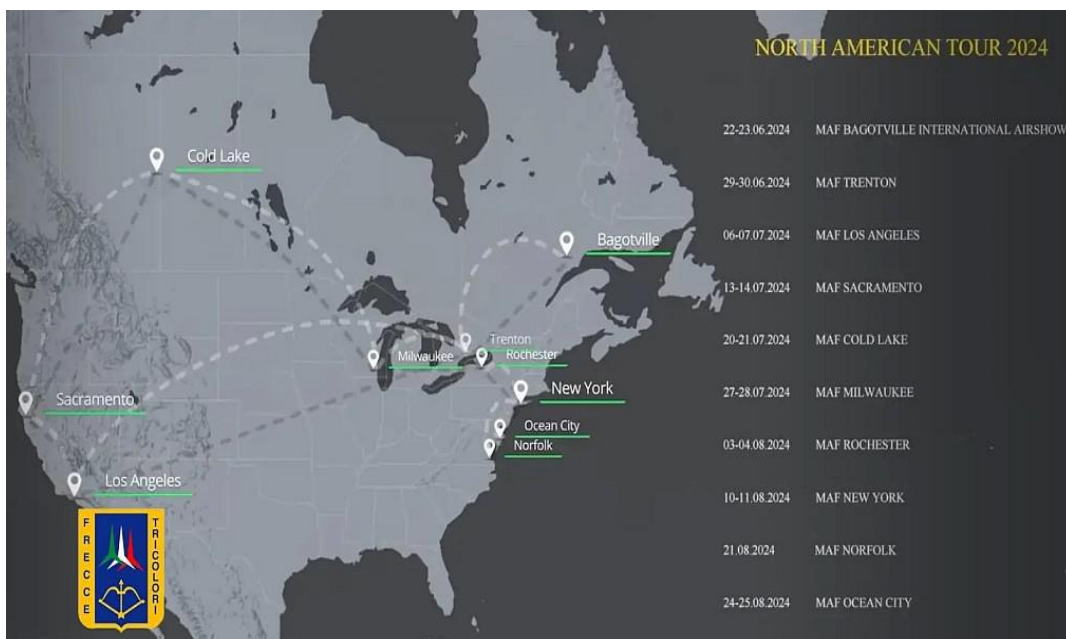 NORTH AMERICAN TOUR 2024
22-23.06.2024 MAF BAGOTVILLE INTERNATIONAL AIRSHOW
29-30.06.2024 MAF TRENTON
06-07.07.2024 MAF LOS ANGELES
13-14.07.2024 MAF SACRAMENTO
20-21.07.2024 MAF COLD LAKE
27-28.07.2024 MAF MILWAUKEE
03-04.08.2024 MAF ROCHESTER
10-11.08.2024 MAF NEW YORK
21.08.2024 MAF NORFOLK
24-25.08.2024 MAF OCEAN CITY
Cold Lake
Bagotville
Trenton
Milwaukee
Rochester
Sacramento
New York
Ocean City
Norfolk
Los Angeles
FRECCE
TRICOLORI